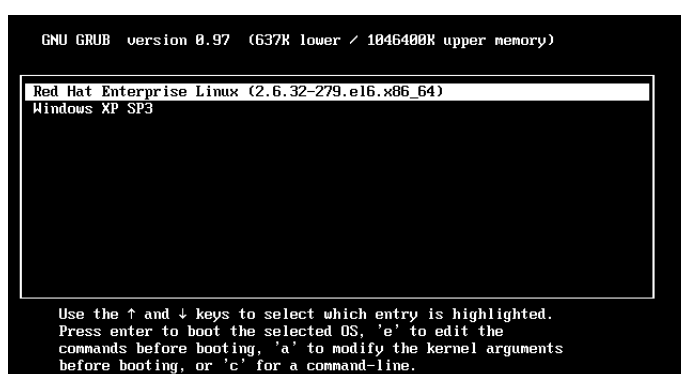 GNU GRUB version 0.97 (637K lower / 1046400K upper memory)
Red Hat Enterprise Linux (2.6.32-279.el6.x86_64)
Windows XP SP3
Use the ↑ and ↓ keys to select which entry is highlighted.
Press enter to boot the selected OS, 'e' to edit the
commands before booting, 'a' to modify the kernel arguments
before booting, or 'c' for a command-line.